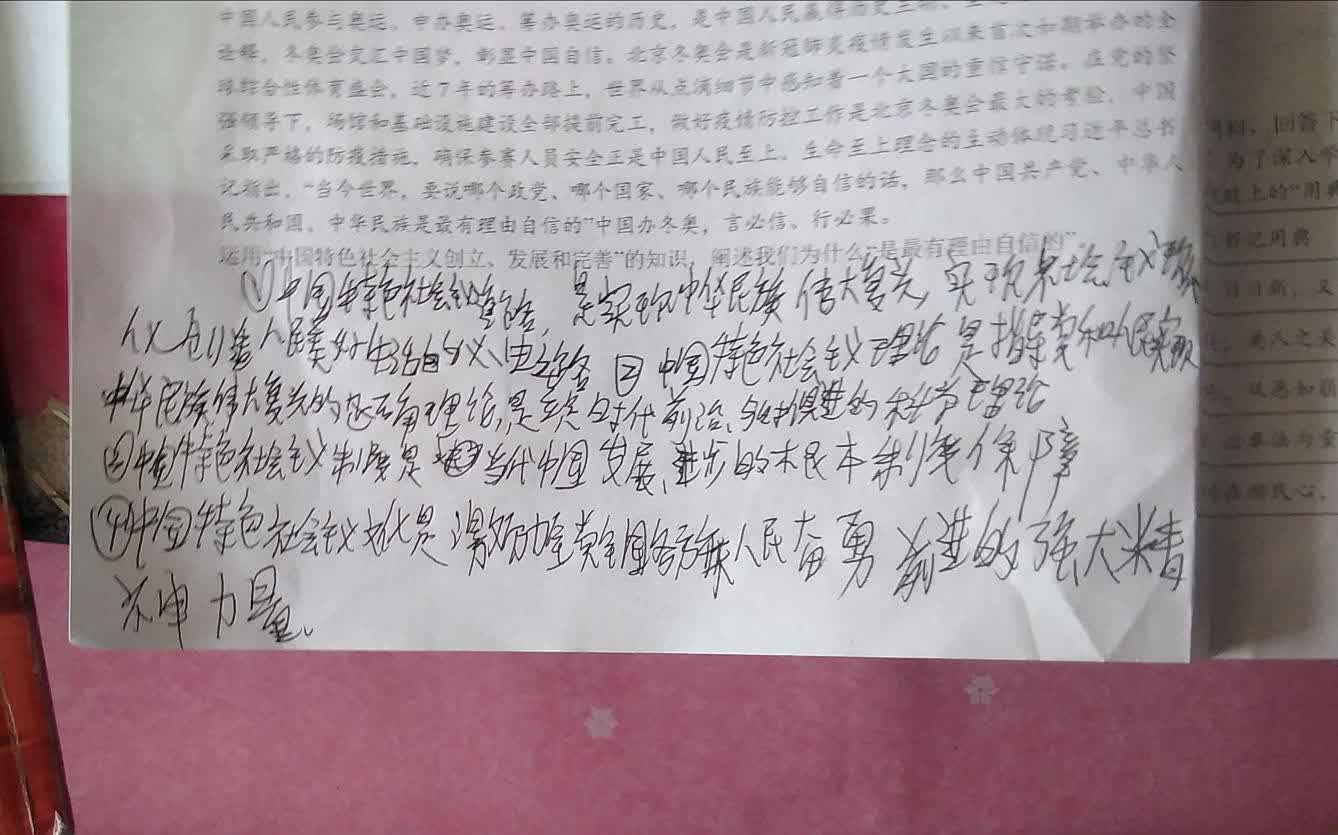 中国人民参与奥运、申办奥运、筹办奥运的历史，是中国人民赢得历史主动、
诠释，冬奥会交汇中国梦，彰显中国自信。北京冬奥会是新冠肺炎疫情发生以来首次如期举办的全
球综合性体育盛会，近7年的筹办路上，世界从点滴细节中感知着一个大国的重信守诺。在党的坚
强领导下，场馆和基础设施建设全部提前完工，做好疫情防控工作是北京冬奥会最大的考验，中国
采取严格的防疫措施，确保参赛人员安全正是中国人民至上、生命至上理念的主动体现习近平总书
记指出，“当今世界，要说哪个政党、哪个国家、哪个民族能够自信的话，那么中国共产党、中华人
民共和国、中华民族是最有理由自信的”中国办冬奥，言必信、行必果。
运用“中国特色社会主义创立、发展和完善”的知识，阐述我们为什么“是最有理由自信的”
①中国特色社会主义道路，是实现中华民族伟大复兴，实现社会主义现代
化创造人民美好生活的必由之路 ②中国特色社会主义理论是指导党和人民实现
中华民族伟大复兴的正确理论，是立于时代前沿、与时俱进的科学理论
③中国特色社会主义制度是当代中国发展、进步的根本制度保障
④中国特色社会主义文化是激励全党全国各族人民奋勇前进的强大精
神力量。
资料，回答下
为了深入学
歧上的“用典
书记用典
日日新，又
务人之关
从恶如崩
必奉法为重
在顺民心，